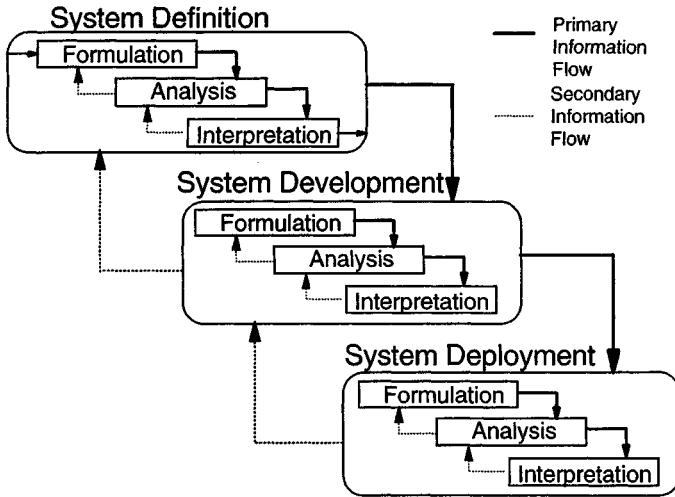 System Definition
Formulation
Analysis
Interpretation
Primary
Information
Flow
Secondary
Information
Flow
System Development
Formulation
Analysis
Interpretation
System Deployment
Formulation
Analysis
Interpretation